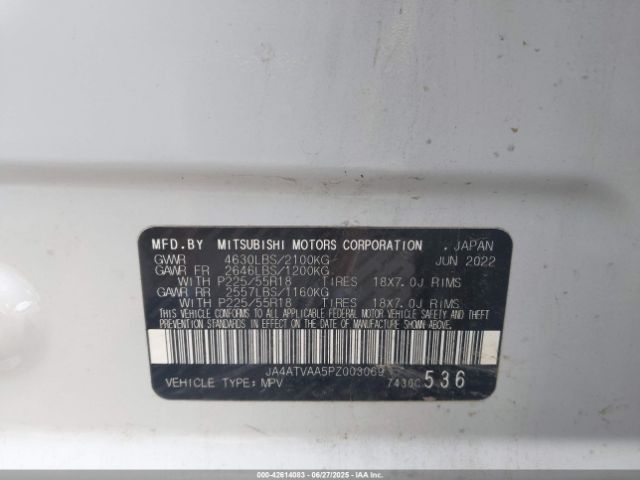 MFD.BY MITSUBISHI MOTORS CORPORATION , JAPAN
GVWR 4630LBS/2100KG JUN 2022
GAWR FR 2646LBS/1200KG
WITH P225/55R18 TIRES 18X7.0J RIMS
GAWR RR 2557LBS/1160KG
WITH P225/55R18 TIRES 18X7.0J RIMS
THIS VEHICLE CONFORMS TO ALL APPLICABLE FEDERAL MOTOR VEHICLE SAFETY AND THEFT
PREVENTION STANDARDS IN EFFECT ON THE DATE OF MANUFACTURE SHOWN ABOVE.
JA4ATVAA5PZ003069
VEHICLE TYPE: MPV 7430C 536
000-42614083 | 06/27/2025 | IAAI.COM